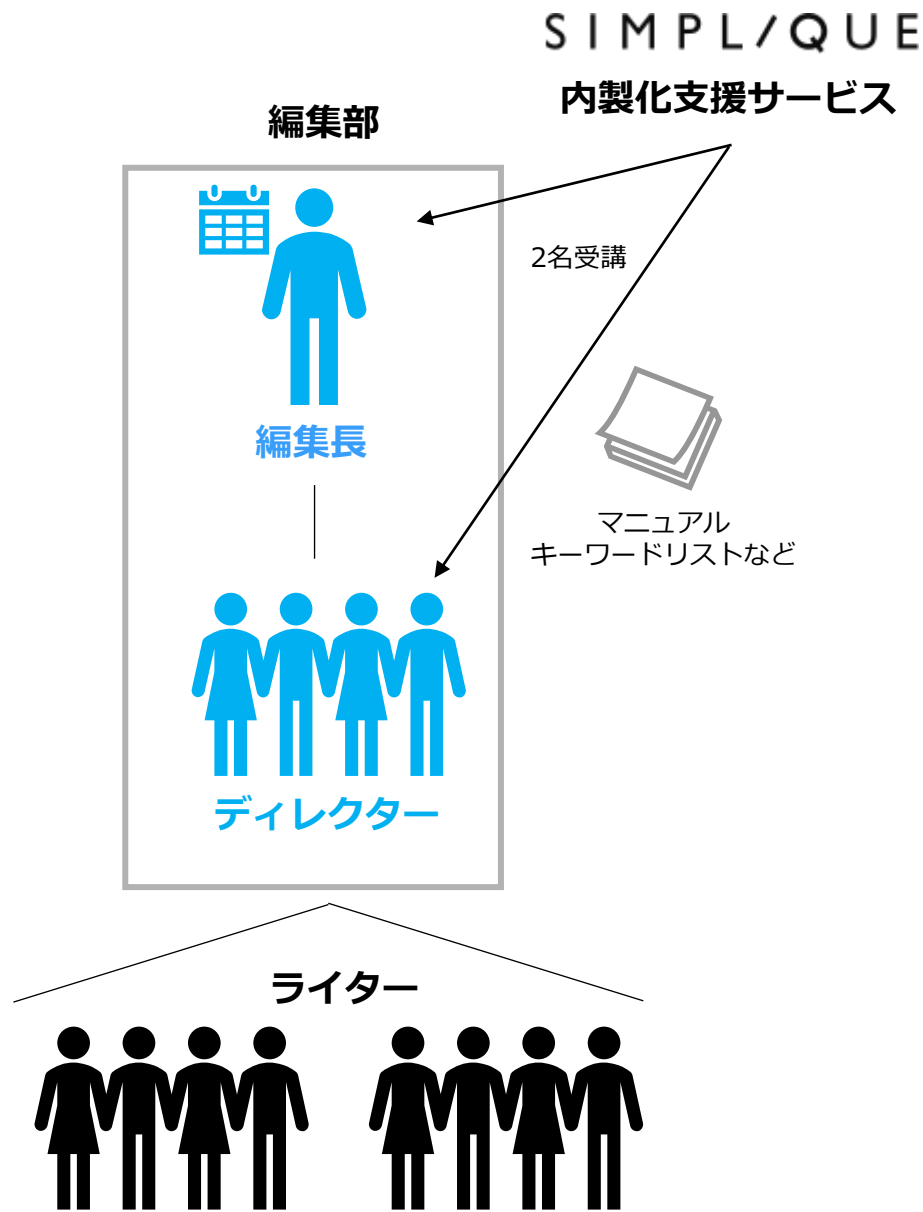 SIMPL/QUE
内製化支援サービス
編集部
2名受講
編集長
マニュアル
キーワードリストなど
ディレクター
ライター